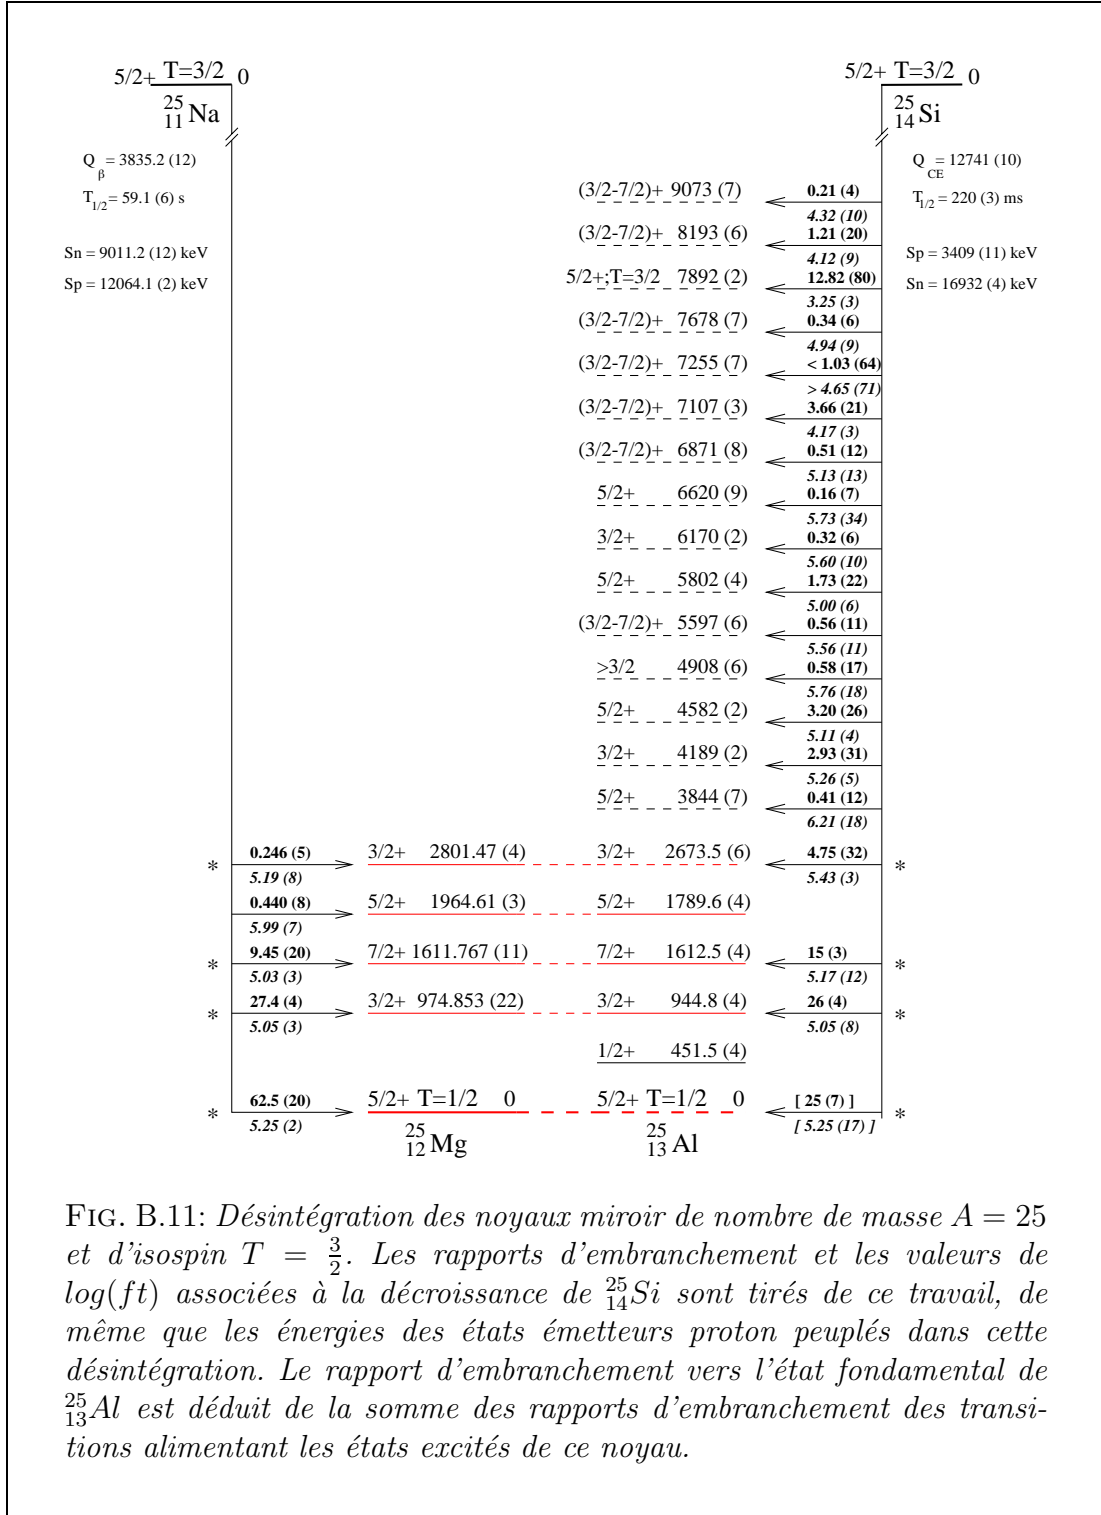 5/2+ T=3/2 0
25 11 Na
Q β = 3835.2 (12)
T 1/2 = 59.1 (6) s
Sn = 9011.2 (12) keV
Sp = 12064.1 (2) keV
5/2+ T=3/2 0
25 14 Si
Q CE = 12741 (10)
T 1/2 = 220 (3) ms
Sp = 3409 (11) keV
Sn = 16932 (4) keV
(3/2-7/2)+ 9073 (7) 0.21 (4)
4.32 (10)
(3/2-7/2)+ 8193 (6) 1.21 (20)
4.12 (9)
5/2+;T=3/2 7892 (2) 12.82 (80)
3.25 (3)
(3/2-7/2)+ 7678 (7) 0.34 (6)
4.94 (9)
(3/2-7/2)+ 7255 (7) < 1.03 (64)
> 4.65 (71)
(3/2-7/2)+ 7107 (3) 3.66 (21)
4.17 (3)
(3/2-7/2)+ 6871 (8) 0.51 (12)
5.13 (13)
5/2+ 6620 (9) 0.16 (7)
5.73 (34)
3/2+ 6170 (2) 0.32 (6)
5.60 (10)
5/2+ 5802 (4) 1.73 (22)
5.00 (6)
(3/2-7/2)+ 5597 (6) 0.56 (11)
5.56 (11)
>3/2 4908 (6) 0.58 (17)
5.76 (18)
5/2+ 4582 (2) 3.20 (26)
5.11 (4)
3/2+ 4189 (2) 2.93 (31)
5.26 (5)
5/2+ 3844 (7) 0.41 (12)
6.21 (18)
* 0.246 (5) 3/2+ 2801.47 (4) 3/2+ 2673.5 (6) 4.75 (32) *
5.19 (8) 5.43 (3)
0.440 (8) 5/2+ 1964.61 (3) 5/2+ 1789.6 (4)
5.99 (7)
* 9.45 (20) 7/2+ 1611.767 (11) 7/2+ 1612.5 (4) 15 (3) *
5.03 (3) 5.17 (12)
* 27.4 (4) 3/2+ 974.853 (22) 3/2+ 944.8 (4) 26 (4) *
5.05 (3) 5.05 (8)
1/2+ 451.5 (4)
* 62.5 (20) 5/2+ T=1/2 0 5/2+ T=1/2 0 [ 25 (7) ] *
5.25 (2) [ 5.25 (17) ]
25 12 Mg 25 13 Al
FIG. B.11: Désintégration des noyaux miroir de nombre de masse A = 25
et d'isospin T = 3/2. Les rapports d'embranchement et les valeurs de
log(ft) associées à la décroissance de 25 14 Si sont tirés de ce travail, de
même que les énergies des états émetteurs proton peuplés dans cette
désintégration. Le rapport d'embranchement vers l'état fondamental de
25 13 Al est déduit de la somme des rapports d'embranchement des transi-
tions alimentant les états excités de ce noyau.